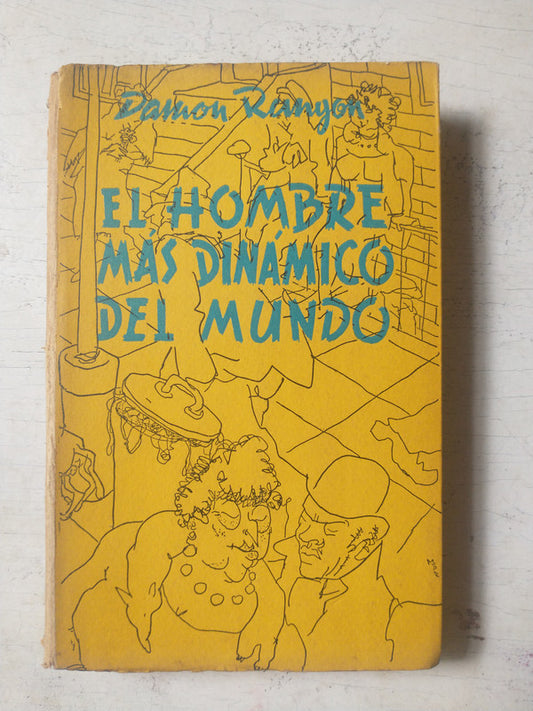 Damon Runyon
EL HOMBRE
MÁS DINÁMICO
DEL MUNDO